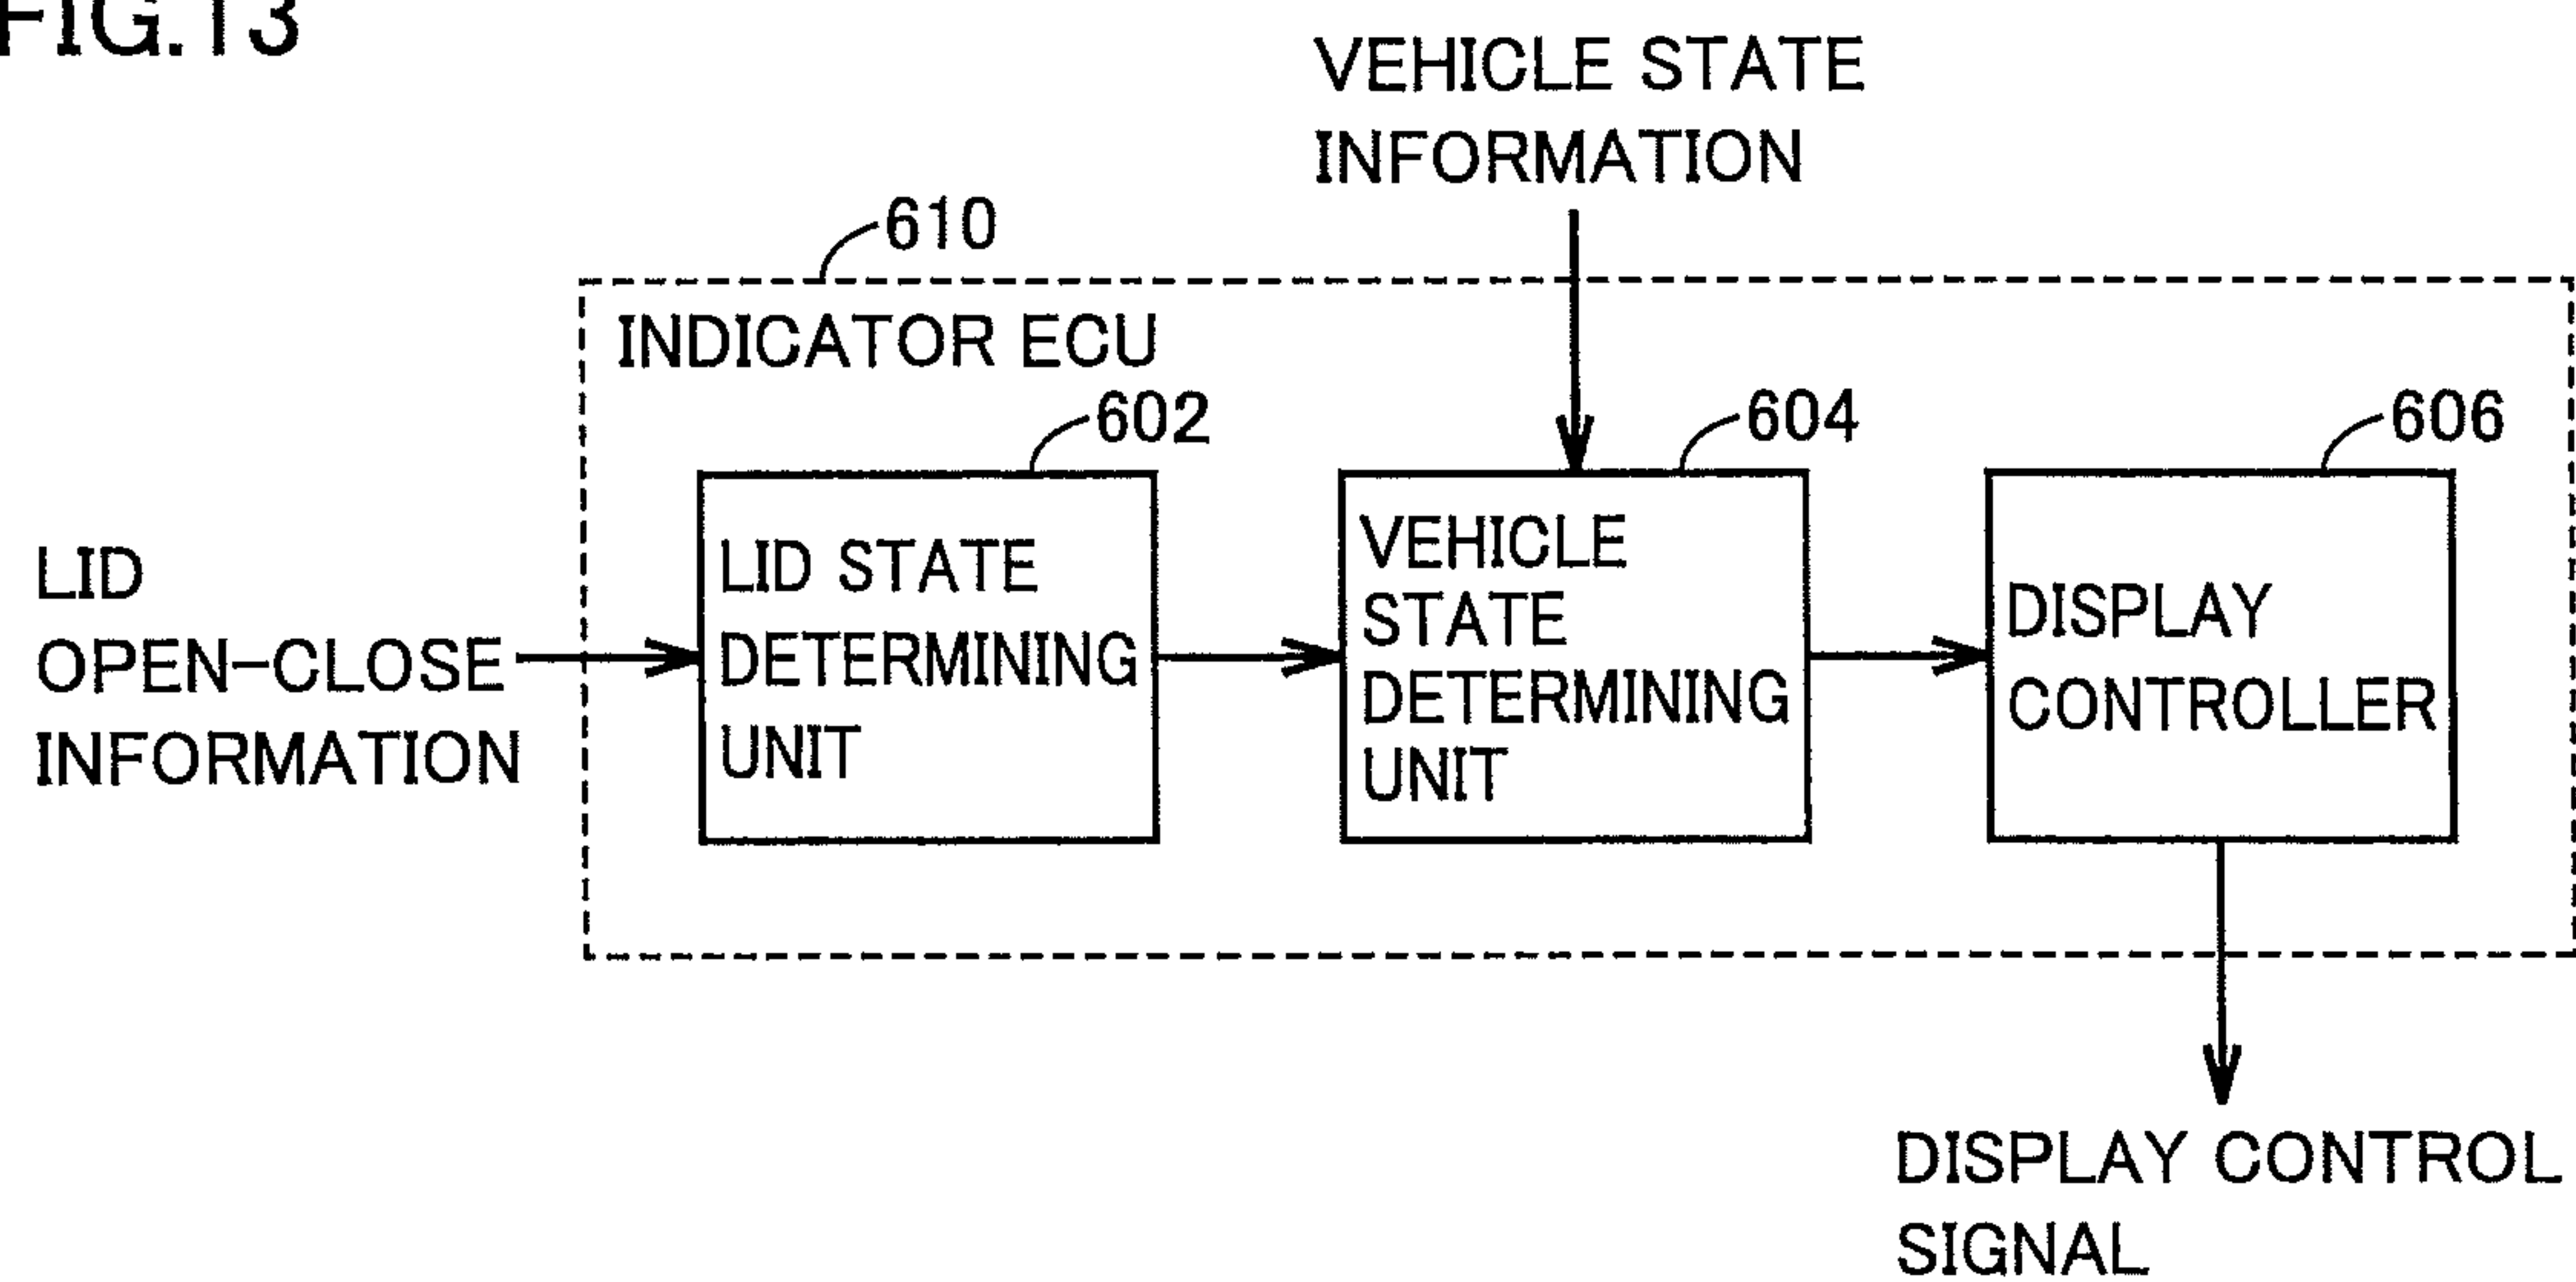 FIG.13
VEHICLE STATE
INFORMATION
610
INDICATOR ECU
602
604
606
LID
OPEN-CLOSE
INFORMATION
LID STATE
DETERMINING
UNIT
VEHICLE
STATE
DETERMINING
UNIT
DISPLAY
CONTROLLER
DISPLAY CONTROL
SIGNAL